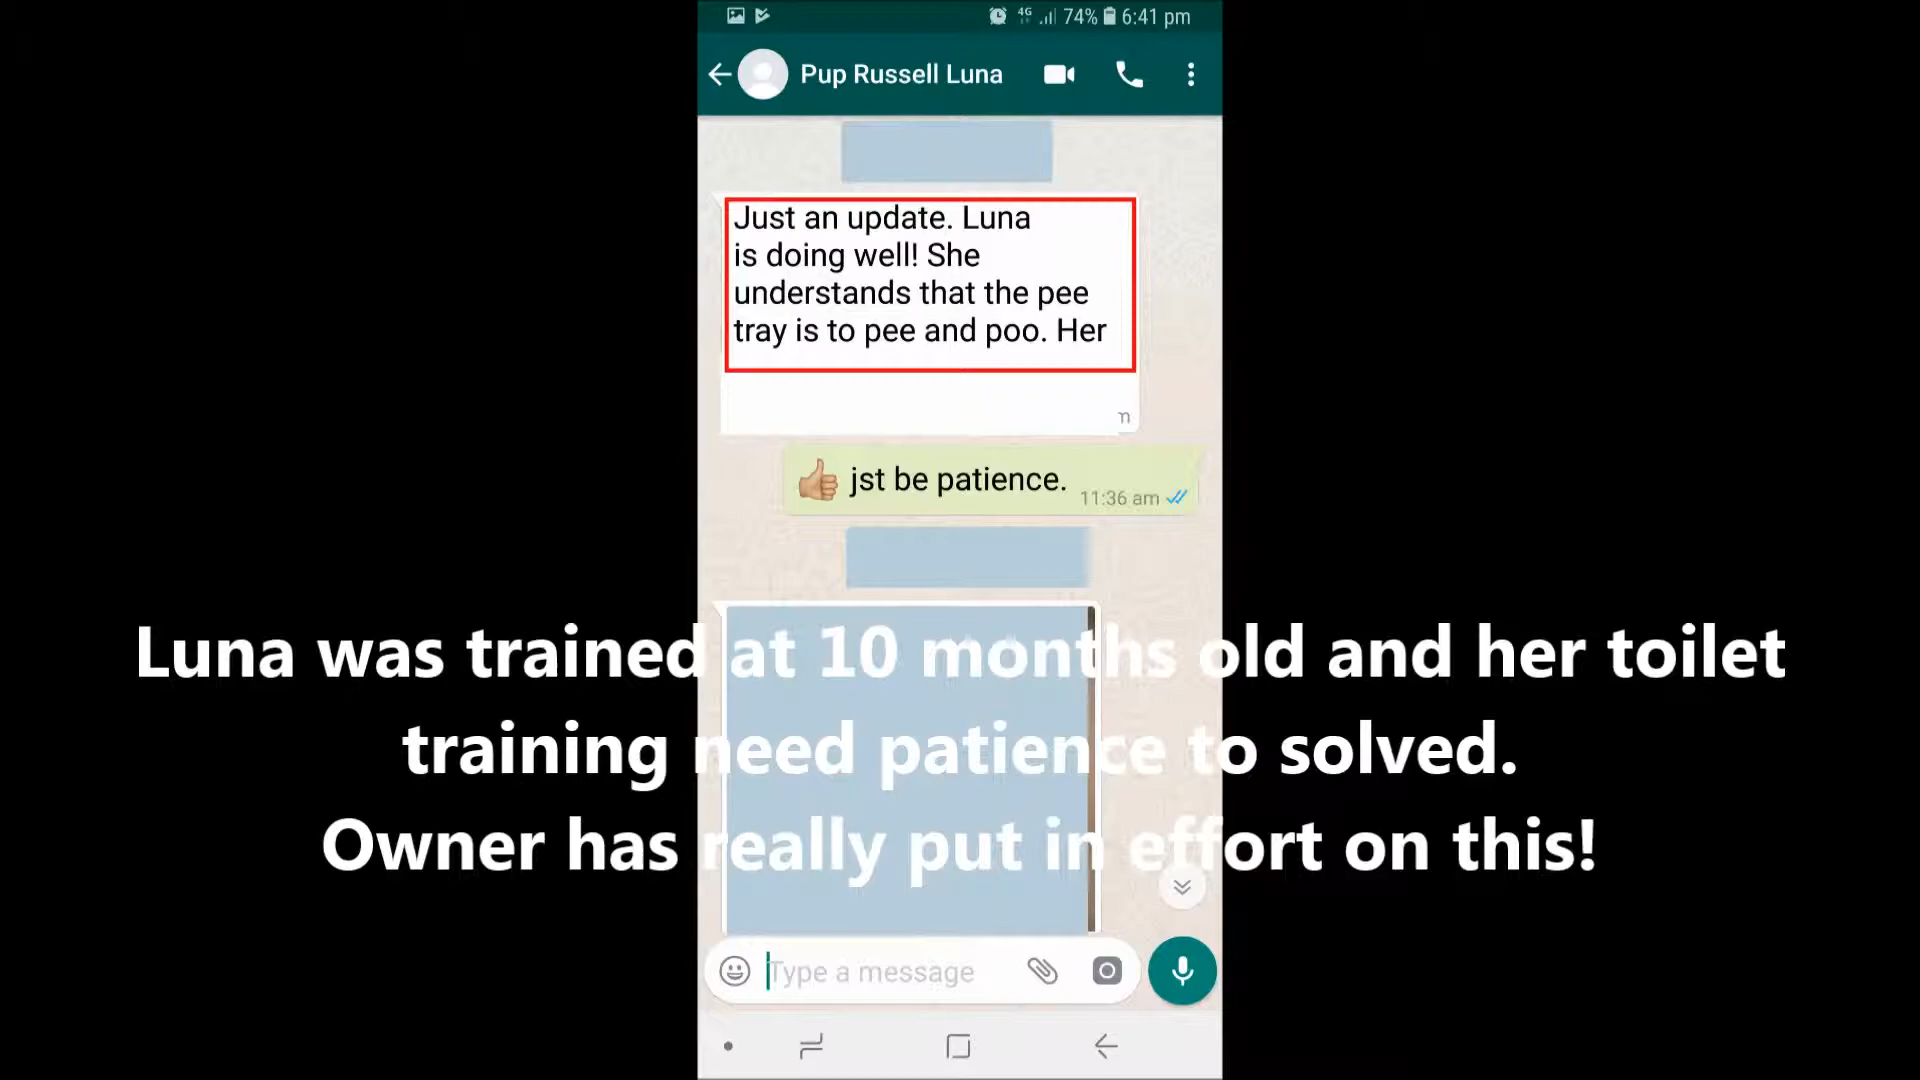 4G 74% 6:41 pm
Pup Russell Luna
Just an update. Luna
is doing well! She
understands that the pee
tray is to pee and poo. Her
jst be patience.
11:36 am
Luna was trained at 10 months old and her toilet
training need patience to solved.
Owner has really put in effort on this!
Type a message